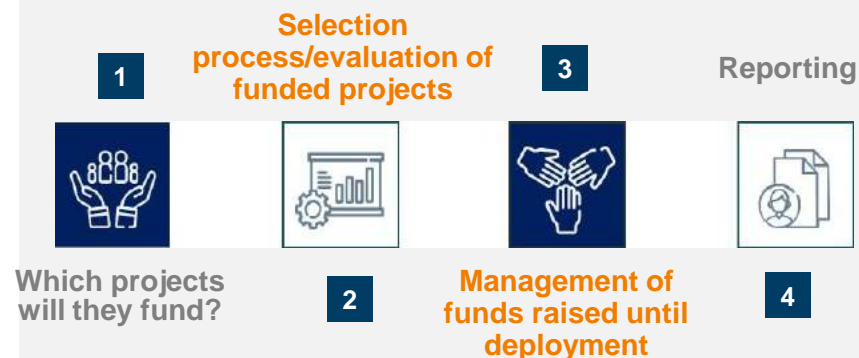 1
Selection
process/evaluation of
funded projects
3
Reporting
Which projects
will they fund?
2
Management of
funds raised until
deployment
4